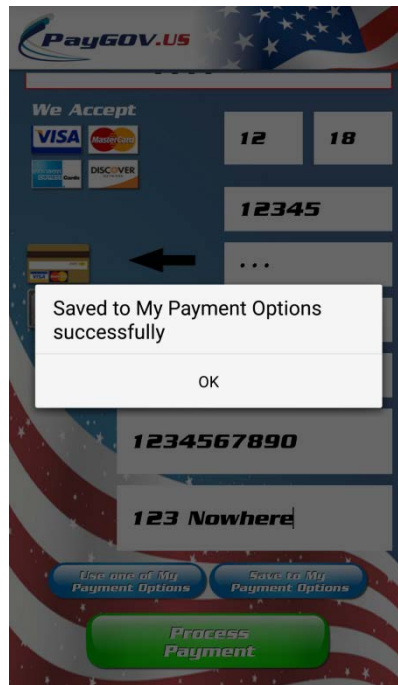 PayGOV.US
We Accept
VISA MasterCard
12 18
DISCOVER
12345
...
VISA
Saved to My Payment Options
successfully
OK
1234567890
123 Nowhere
Use one of My
Payment Options
Save to My
Payment Options
Process
Payment